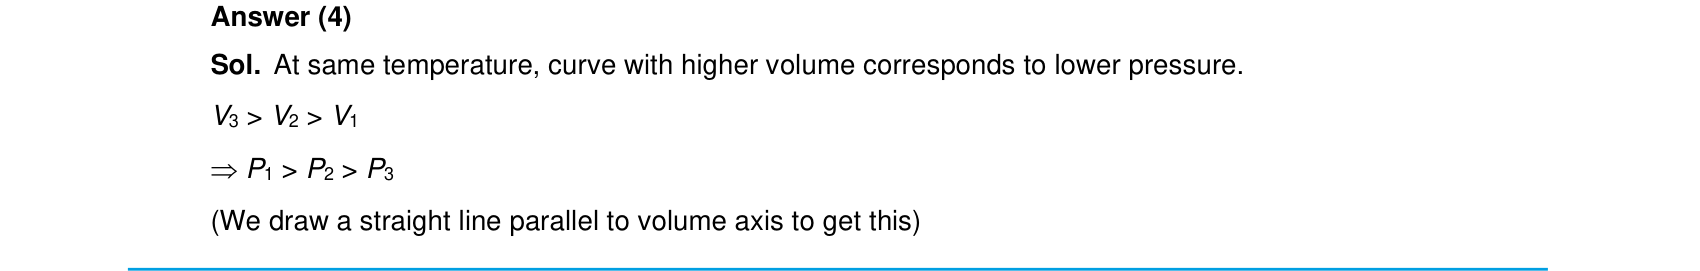 Answer (4)
Sol. At same temperature, curve with higher volume corresponds to lower pressure.
V₃ > V₂ > V₁
⇒ P₁ > P₂ > P₃
(We draw a straight line parallel to volume axis to get this)